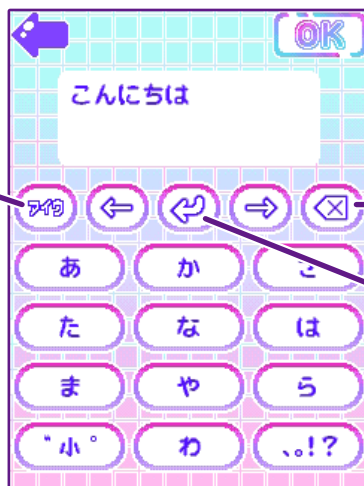 OK
こんにちは
アイウ
あ か さ
た な は
ま や ら
゛小゜ わ 、。!?